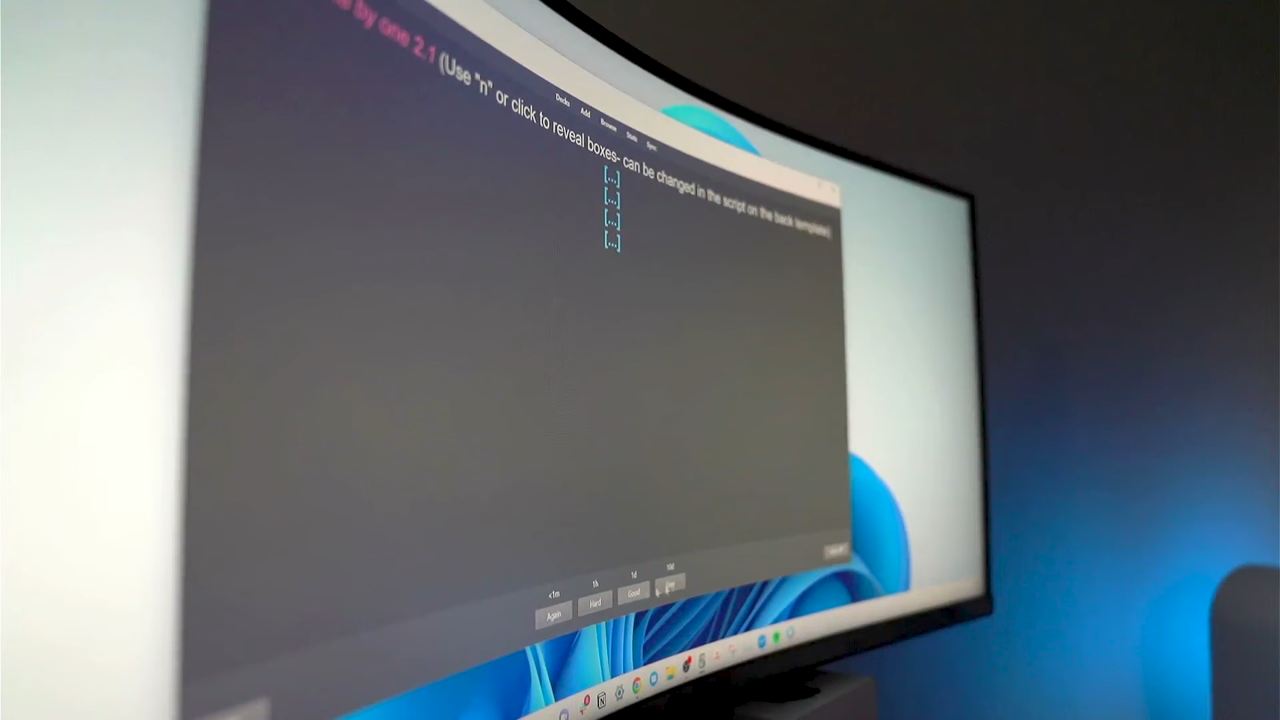 Decks Add Browse Stats Sync
by one 2.1 (Use "n" or click to reveal boxes- can be changed in the script on the back template)
[...]
[...]
[...]
[...]
<1m 1h 1d 10d
Again Hard Good